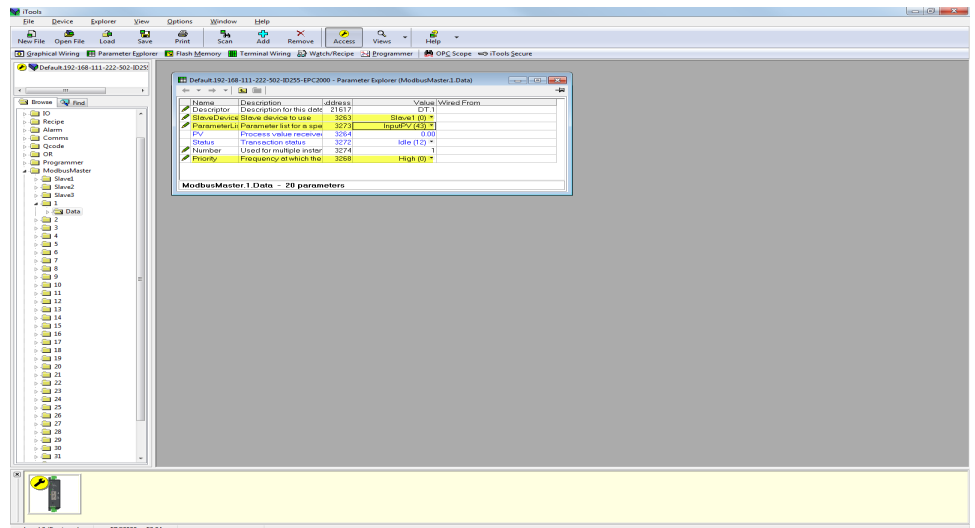 iTools
File Device Explorer View Options Window Help
New File Open File Load Save Print Scan Add Remove Access Views Help
Graphical Wiring Parameter Explorer Flash Memory Terminal Wiring Watch/Recipe Programmer OPC Scope iTools Secure
Default.192-168-111-222-502-ID255
Browse Find
IO
Recipe
Alarm
Comms
Qcode
OR
Programmer
ModbusMaster
Slave1
Slave2
Slave3
1
Data
2
3
4
5
6
7
8
9
10
11
12
13
14
15
16
17
18
19
20
21
22
23
24
25
26
27
28
29
30
31
Default.192-168-111-222-502-ID255-EPC2000 - Parameter Explorer (ModbusMaster.1.Data)
Name Description ddress Value Wired From
Descriptor Description for this date 21617 DT.1
SlaveDevice Slave device to use 3263 Slave1 (0)
ParameterLi Parameter list for a spe 3273 InputPV (43)
PV Process value receivei 3264 0.00
Status Transaction status 3272 Idle (12)
Number Used for multiple instar 3274 1
Priority Frequency at which the 3268 High (0)
ModbusMaster.1.Data - 20 parameters